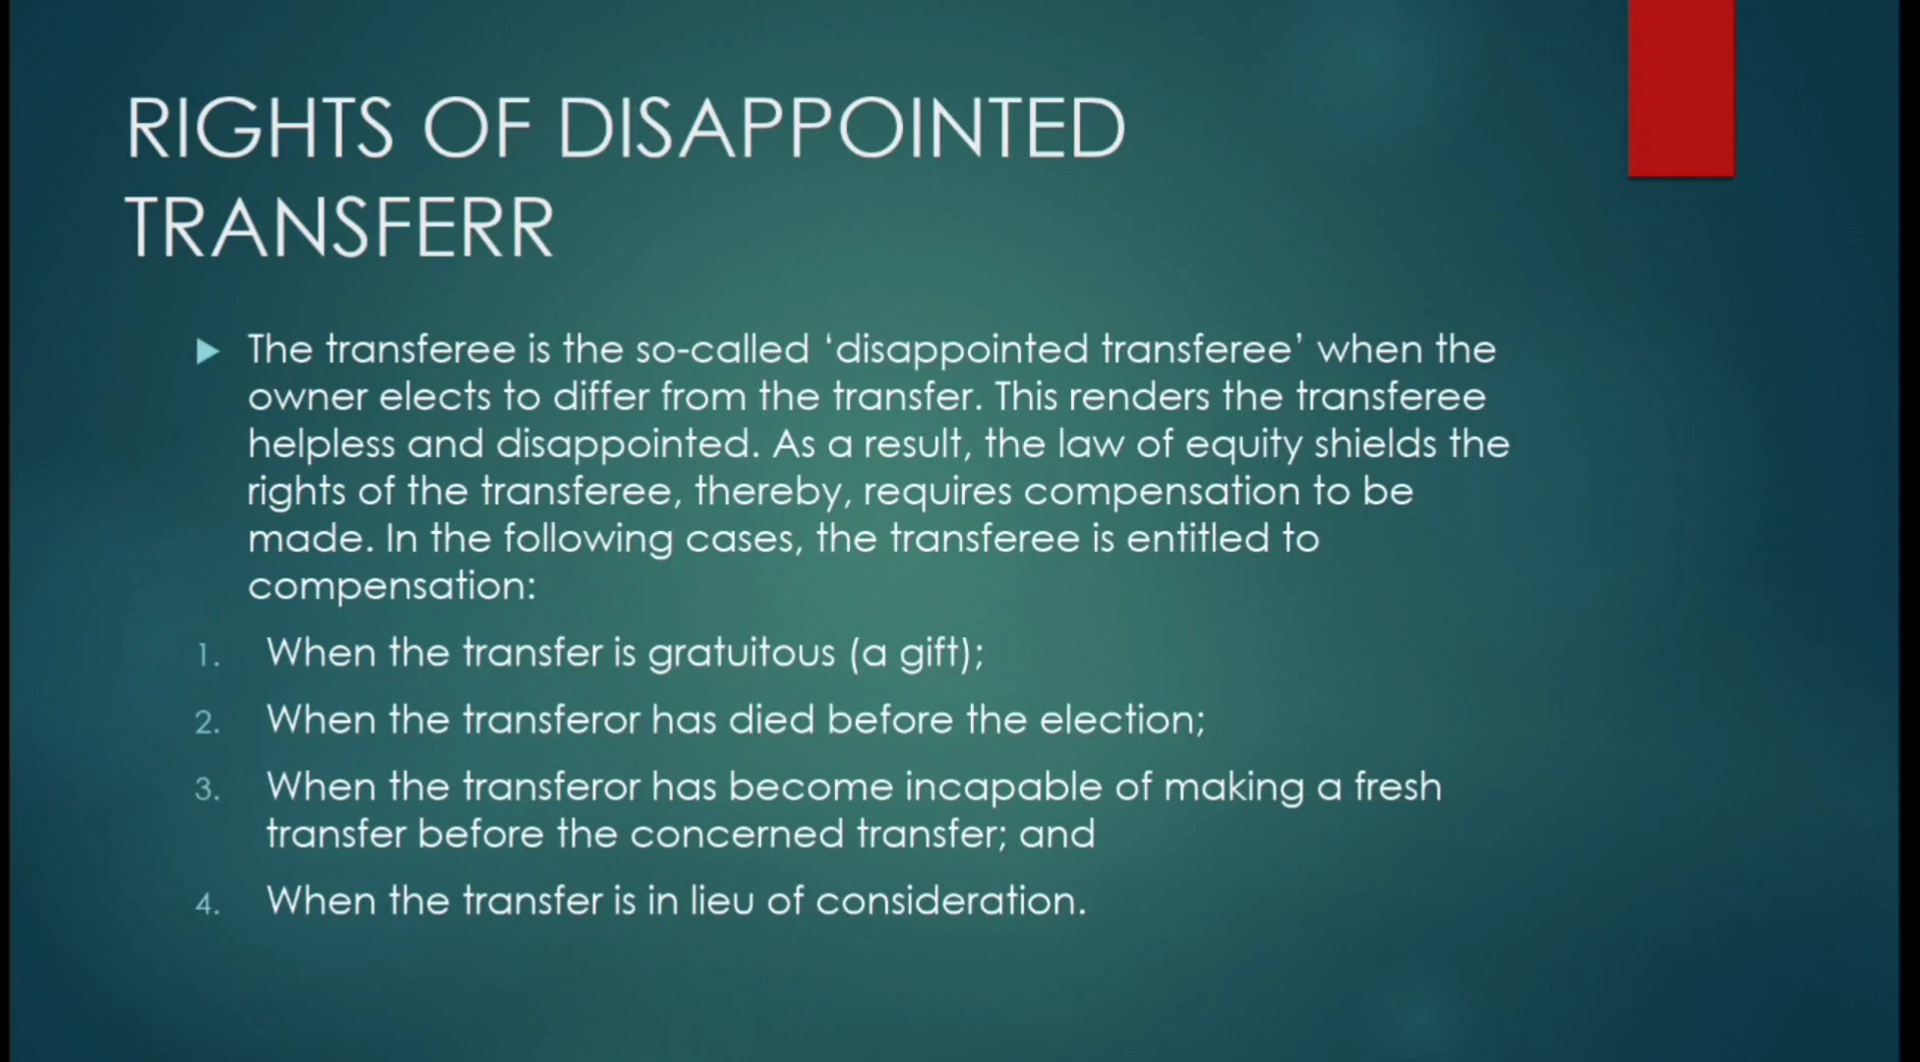 RIGHTS OF DISAPPOINTED
TRANSFERR
The transferee is the so-called ‘disappointed transferee’ when the
owner elects to differ from the transfer. This renders the transferee
helpless and disappointed. As a result, the law of equity shields the
rights of the transferee, thereby, requires compensation to be
made. In the following cases, the transferee is entitled to
compensation:
1. When the transfer is gratuitous (a gift);
2. When the transferor has died before the election;
3. When the transferor has become incapable of making a fresh
transfer before the concerned transfer; and
4. When the transfer is in lieu of consideration.